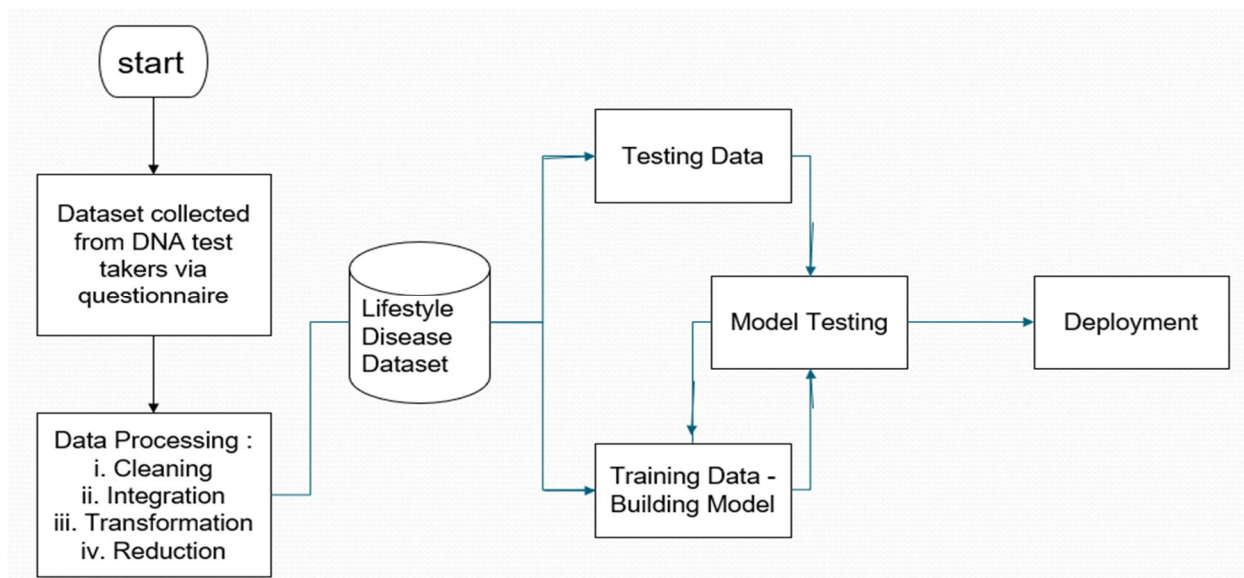 start
Dataset collected
from DNA test
takers via
questionnaire
Data Processing :
i. Cleaning
ii. Integration
iii. Transformation
iv. Reduction
Lifestyle
Disease
Dataset
Testing Data
Model Testing
Training Data -
Building Model
Deployment